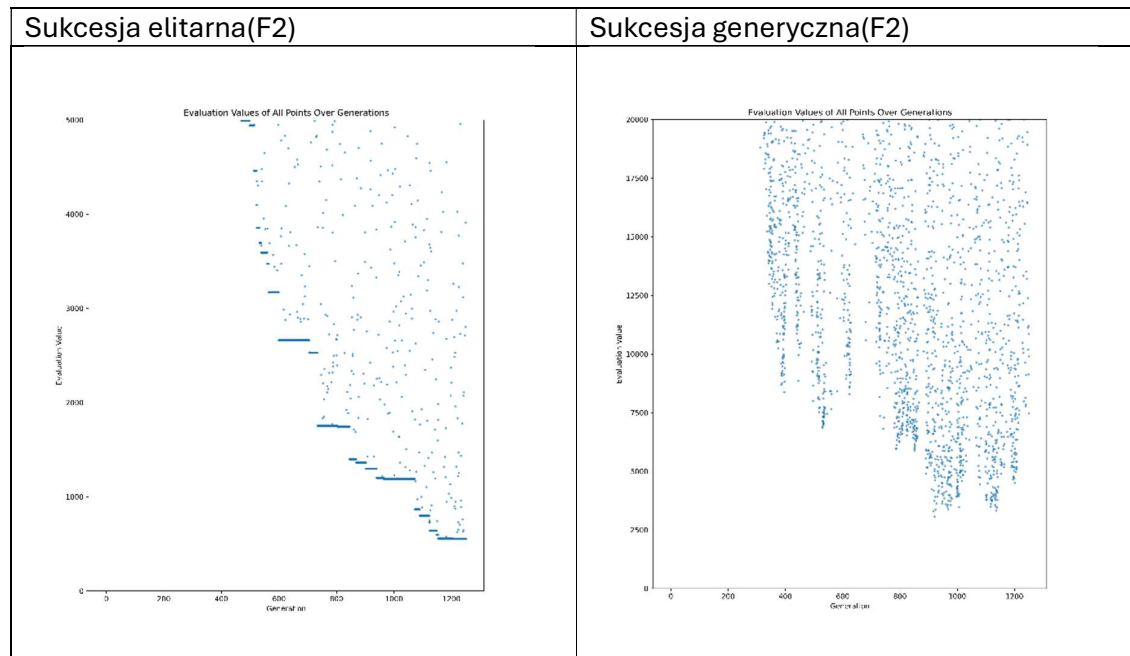 Sukcesja elitarna(F2)
Sukcesja generyczna(F2)
Evaluation Values of All Points Over Generations
5000
4000
3000
2000
1000
0
Evaluation Value
0 200 400 600 800 1000 1200
Generation
Evaluation Values of All Points Over Generations
20000
17500
15000
12500
10000
7500
5000
2500
0
Evaluation Value
0 200 400 600 800 1000 1200
Generation